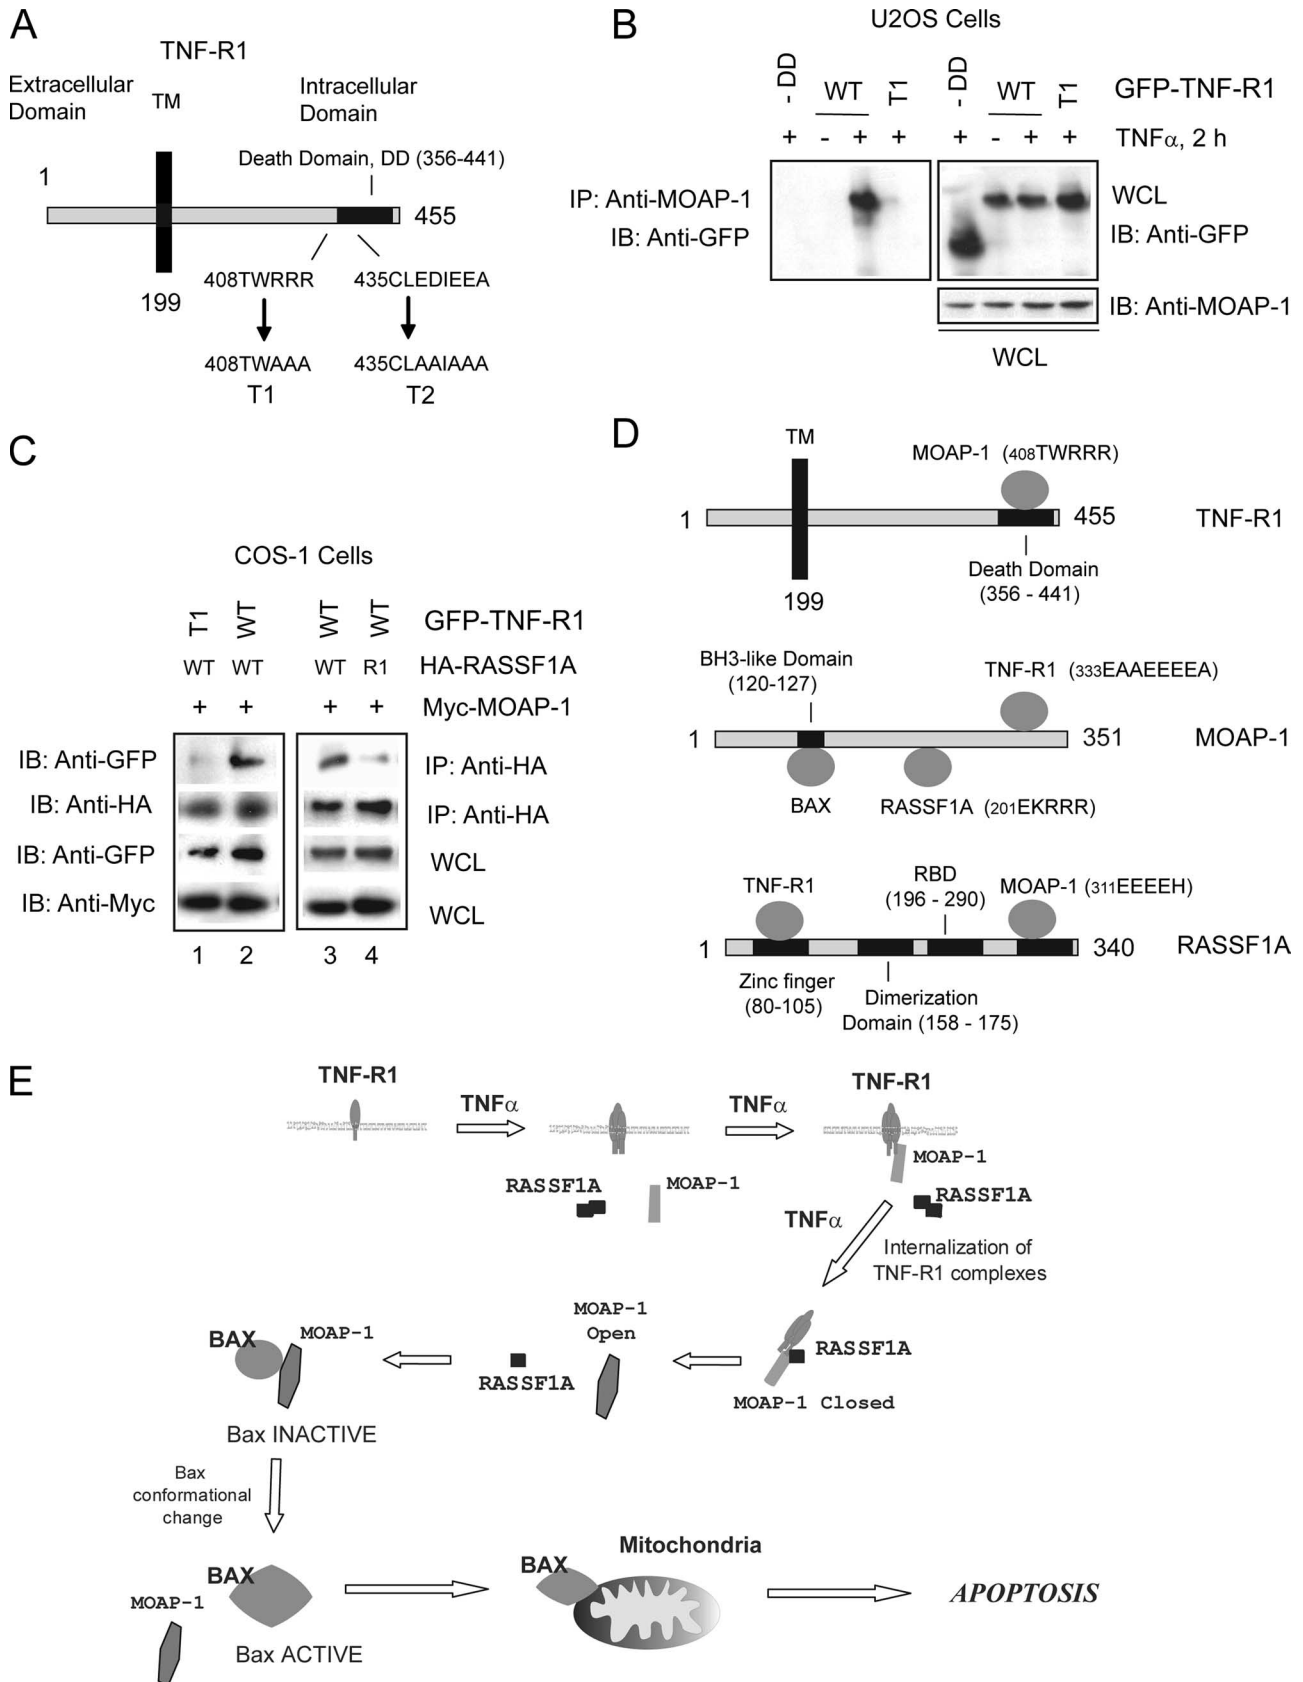 A
TNF-R1
Extracellular
Domain
TM
Intracellular
Domain
Death Domain, DD (356-441)
1
455
199
408TWRRR
435CLEDIEEA
408TWAAA
435CLAAIAAA
T1
T2
B
U2OS Cells
- DD
WT
T1
- DD
WT
T1
GFP-TNF-R1
+ - + +
+ - + +
TNFα, 2 h
IP: Anti-MOAP-1
IB: Anti-GFP
WCL
IB: Anti-GFP
IB: Anti-MOAP-1
WCL
C
COS-1 Cells
T1 WT WT WT GFP-TNF-R1
WT WT WT R1 HA-RASSF1A
+ + + + Myc-MOAP-1
IB: Anti-GFP
IP: Anti-HA
IB: Anti-HA
IP: Anti-HA
IB: Anti-GFP
WCL
IB: Anti-Myc
WCL
1 2 3 4
D
TM
MOAP-1 (408TWRRR)
1
455
TNF-R1
199
Death Domain
(356 - 441)
BH3-like Domain
(120-127)
TNF-R1 (333EAAEEEEA)
1
351
MOAP-1
BAX
RASSF1A (201EKRRR)
TNF-R1
RBD
(196 - 290)
MOAP-1 (311EEEEH)
1
340
RASSF1A
Zinc finger
(80-105)
Dimerization
Domain (158 - 175)
E
TNF-R1
TNFα
TNFα
TNF-R1
RASSF1A
MOAP-1
MOAP-1
RASSF1A
TNFα
Internalization of
TNF-R1 complexes
BAX
MOAP-1
MOAP-1
Open
RASSF1A
RASSF1A
MOAP-1 Closed
Bax INACTIVE
Bax
conformational
change
BAX
MOAP-1
Bax ACTIVE
BAX
Mitochondria
APOPTOSIS